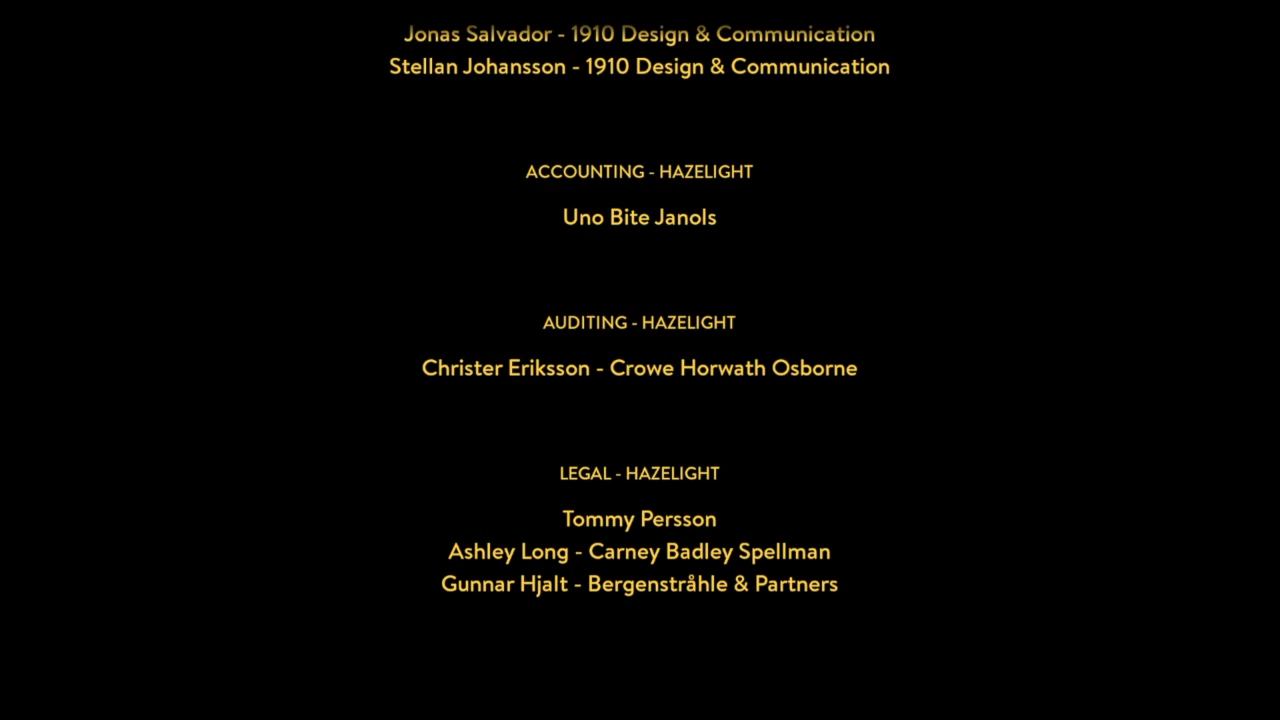 Jonas Salvador - 1910 Design & Communication
Stellan Johansson - 1910 Design & Communication
ACCOUNTING - HAZELIGHT
Uno Bite Janols
AUDITING - HAZELIGHT
Christer Eriksson - Crowe Horwath Osborne
LEGAL - HAZELIGHT
Tommy Persson
Ashley Long - Carney Badley Spellman
Gunnar Hjalt - Bergenstråhle & Partners